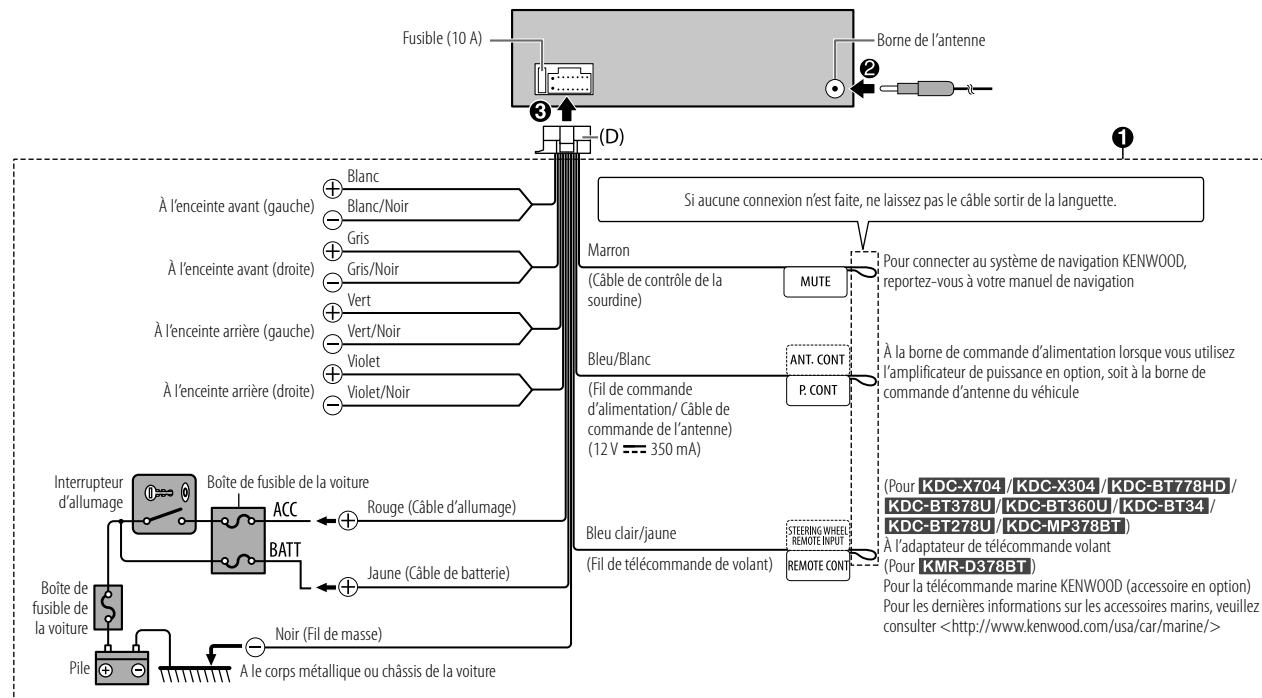 Fusible (10 A)
Borne de l'antenne
❷
❸
(D)
❶
Blanc
À l'enceinte avant (gauche)
Blanc/Noir
Gris
À l'enceinte avant (droite)
Gris/Noir
Vert
À l'enceinte arrière (gauche)
Vert/Noir
Violet
À l'enceinte arrière (droite)
Violet/Noir
Si aucune connexion n'est faite, ne laissez pas le câble sortir de la languette.
Marron
(Câble de contrôle de la
sourdine)
MUTE
Pour connecter au système de navigation KENWOOD,
reportez-vous à votre manuel de navigation
Bleu/Blanc
(Fil de commande
d'alimentation/ Câble de
commande de l'antenne)
(12 V ⎓ 350 mA)
ANT. CONT
P. CONT
À la borne de commande d'alimentation lorsque vous utilisez
l'amplificateur de puissance en option, soit à la borne de
commande d'antenne du véhicule
Interrupteur
d'allumage
Boîte de fusible de la voiture
ACC
Rouge (Câble d'allumage)
BATT
Jaune (Câble de batterie)
Boîte de
fusible de
la voiture
Noir (Fil de masse)
Pile
A le corps métallique ou châssis de la voiture
Bleu clair/jaune
(Fil de télécommande de volant)
STEERING WHEEL
REMOTE INPUT
REMOTE CONT
(Pour KDC-X704 / KDC-X304 / KDC-BT778HD /
KDC-BT378U / KDC-BT360U / KDC-BT34 /
KDC-BT278U / KDC-MP378BT )
À l'adaptateur de télécommande volant
(Pour KMR-D378BT )
Pour la télécommande marine KENWOOD (accessoire en option)
Pour les dernières informations sur les accessoires marins, veuillez
consulter <http://www.kenwood.com/usa/car/marine/>